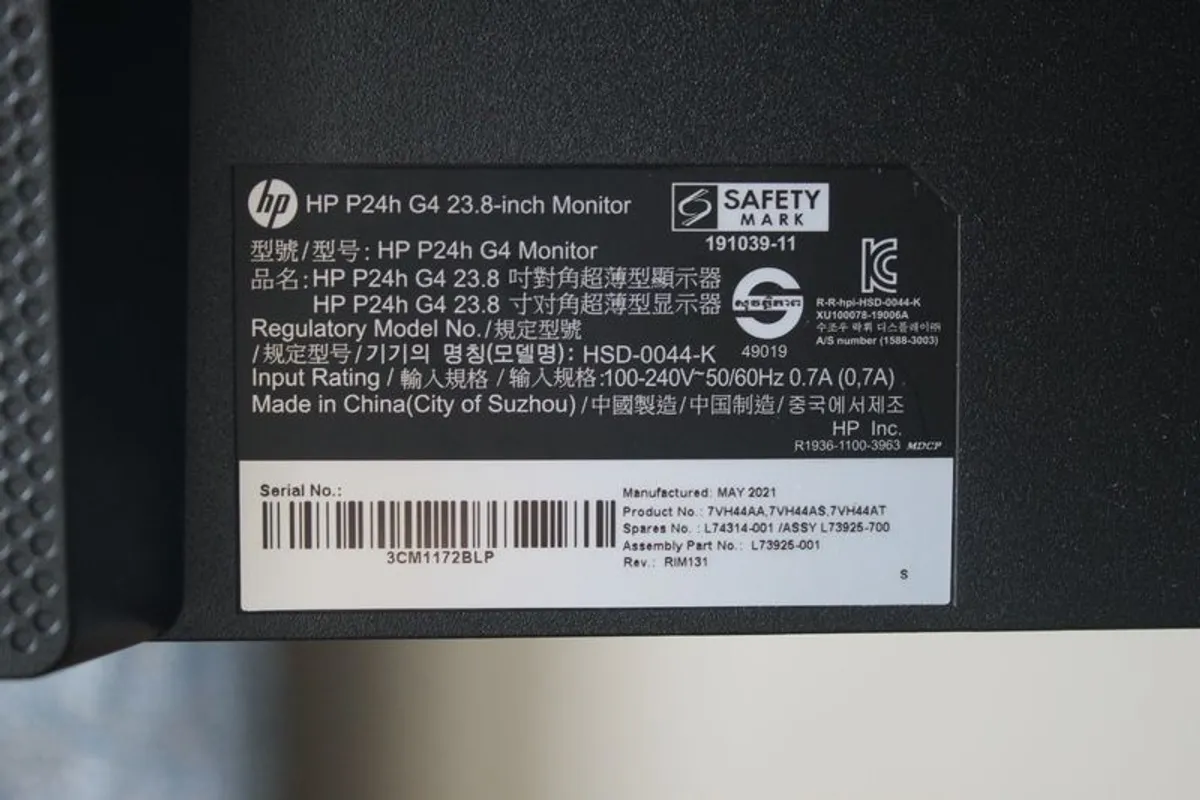 hp HP P24h G4 23.8-inch Monitor
SAFETY
MARK
191039-11
型號/型号: HP P24h G4 Monitor
品名: HP P24h G4 23.8 吋對角超薄型顯示器
HP P24h G4 23.8 寸对角超薄型显示器
49019
R-R-hpi-HSD-0044-K
XU100078-19006A
수조우 락휘 디스플레이㈜
A/S number (1588-3003)
Regulatory Model No./規定型號
/规定型号/기기의 명칭(모델명): HSD-0044-K
Input Rating / 輸入規格 / 输入规格:100-240V~50/60Hz 0.7A (0,7A)
Made in China(City of Suzhou) /中國製造/中国制造/중국에서제조
HP Inc.
R1936-1100-3963 MDCP
Serial No.:
3CM1172BLP
Manufactured: MAY 2021
Product No.: 7VH44AA,7VH44AS,7VH44AT
Spares No. : L74314-001 /ASSY L73925-700
Assembly Part No.: L73925-001
Rev.: RIM131
S